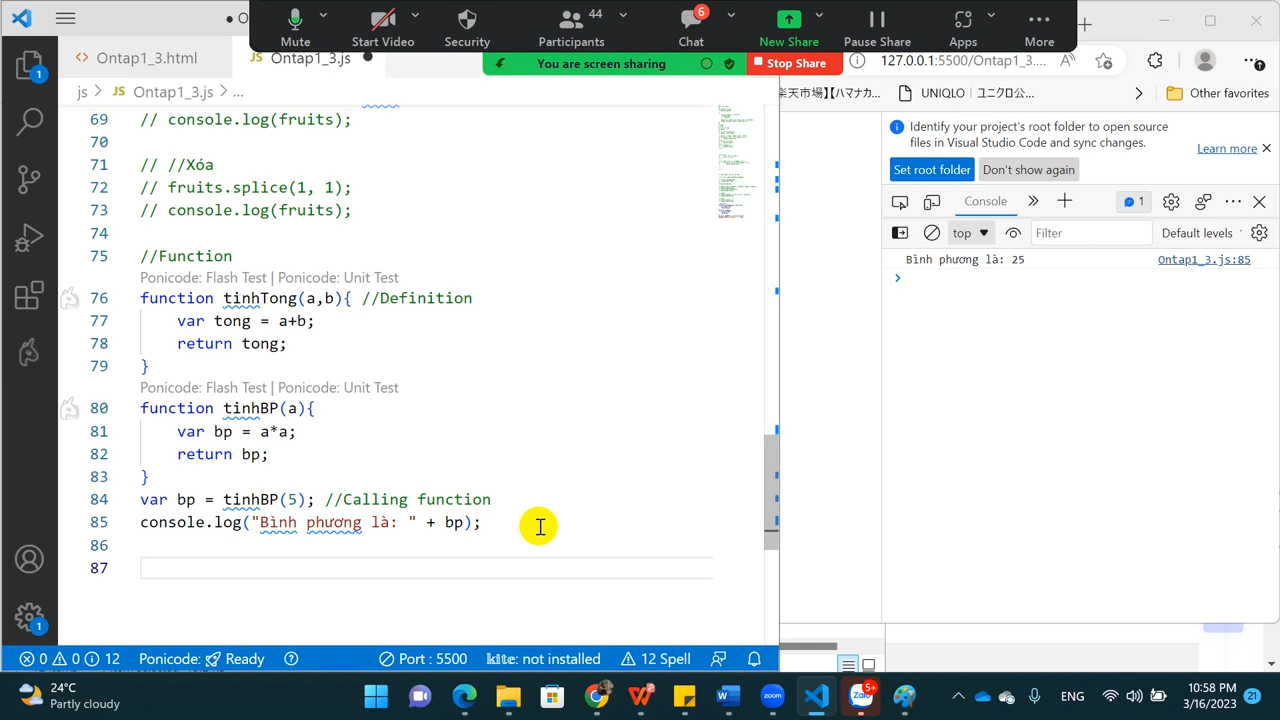 Mute
Start Video
Security
44
Participants
6
Chat
New Share
Pause Share
Apps
More
You are screen sharing
Stop Share
Ontap1_3.html
JS Ontap1_3.js
js > JS Ontap1_3.js > ...
69 // console.log(fruits);
70
71 // //Xóa
72 // fruits.splice(1, 1);
73 // console.log(fruits);
74
75 //Function
Ponicode: Flash Test | Ponicode: Unit Test
76 function tinhTong(a,b){ //Definition
77 var tong = a+b;
78 return tong;
79 }
Ponicode: Flash Test | Ponicode: Unit Test
80 function tinhBP(a){
81 var bp = a*a;
82 return bp;
83 }
84 var bp = tinhBP(5); //Calling function
85 console.log("Bình phương là: " + bp);
86
87
1
1
0 0 12 Ponicode: Ready
Port : 5500
kite: not installed
12 Spell
127.0.0.1:5500/Ontap1_3....
楽天市場】【ハマナカ...
UNIQLO | ユニクロ公...
Other favorites
Identify your workspace root folder to open
files in Visual Studio Code and sync changes.
Learn more
Set root folder
Don't show again
Console
1
top
Filter
Default levels
Bình phương là: 25
Ontap1_3.js:85
24°C
Partly cloudy
zoom
5+
Zalo
ENG
10:58 PM
3/16/2023
21